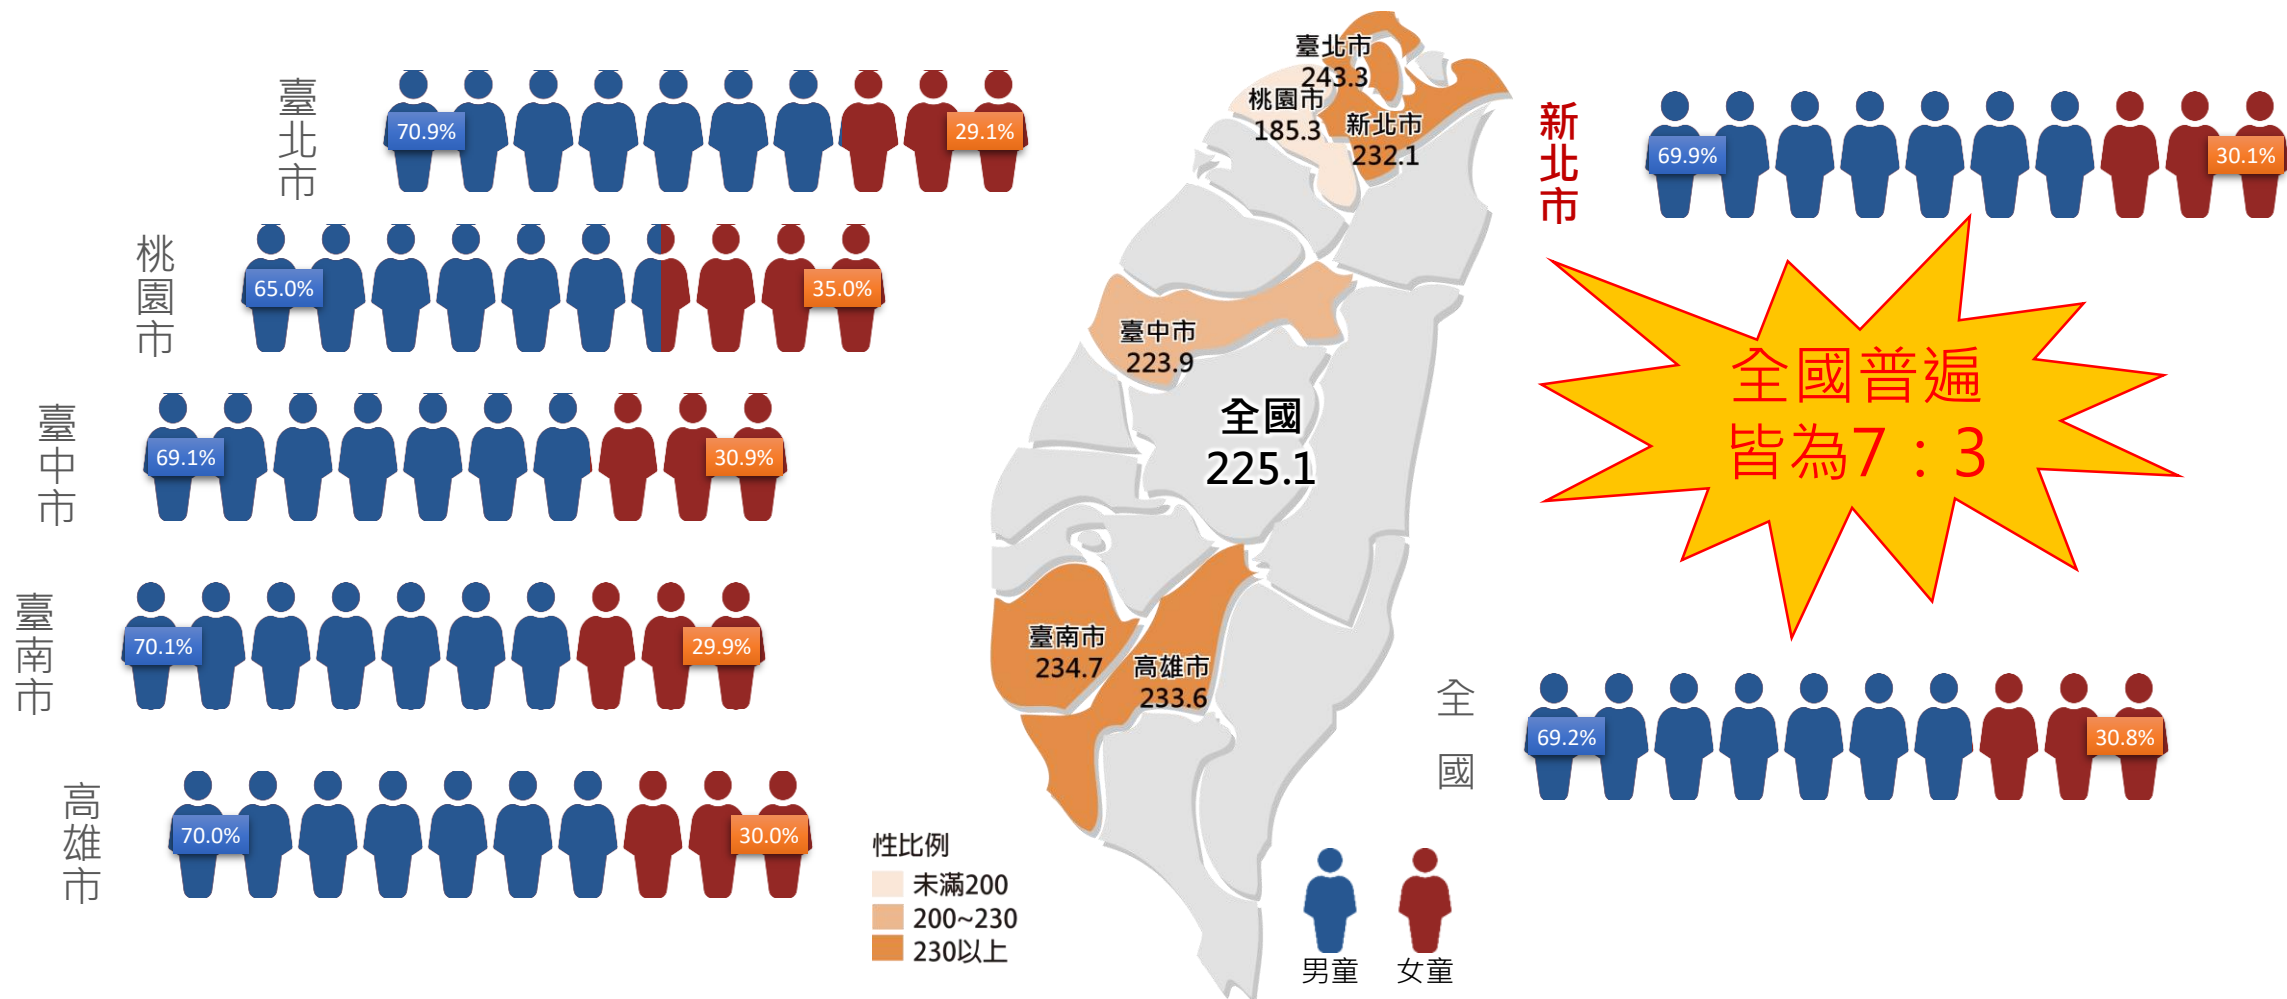 臺北市
70.9%
29.1%
桃園市
65.0%
35.0%
臺中市
69.1%
30.9%
臺南市
70.1%
29.9%
高雄市
70.0%
30.0%
臺北市
243.3
桃園市
185.3
新北市
232.1
臺中市
223.9
全國
225.1
臺南市
234.7
高雄市
233.6
性比例
未滿200
200~230
230以上
男童
女童
新北市
69.9%
30.1%
全國普遍
皆為7：3
全國
69.2%
30.8%